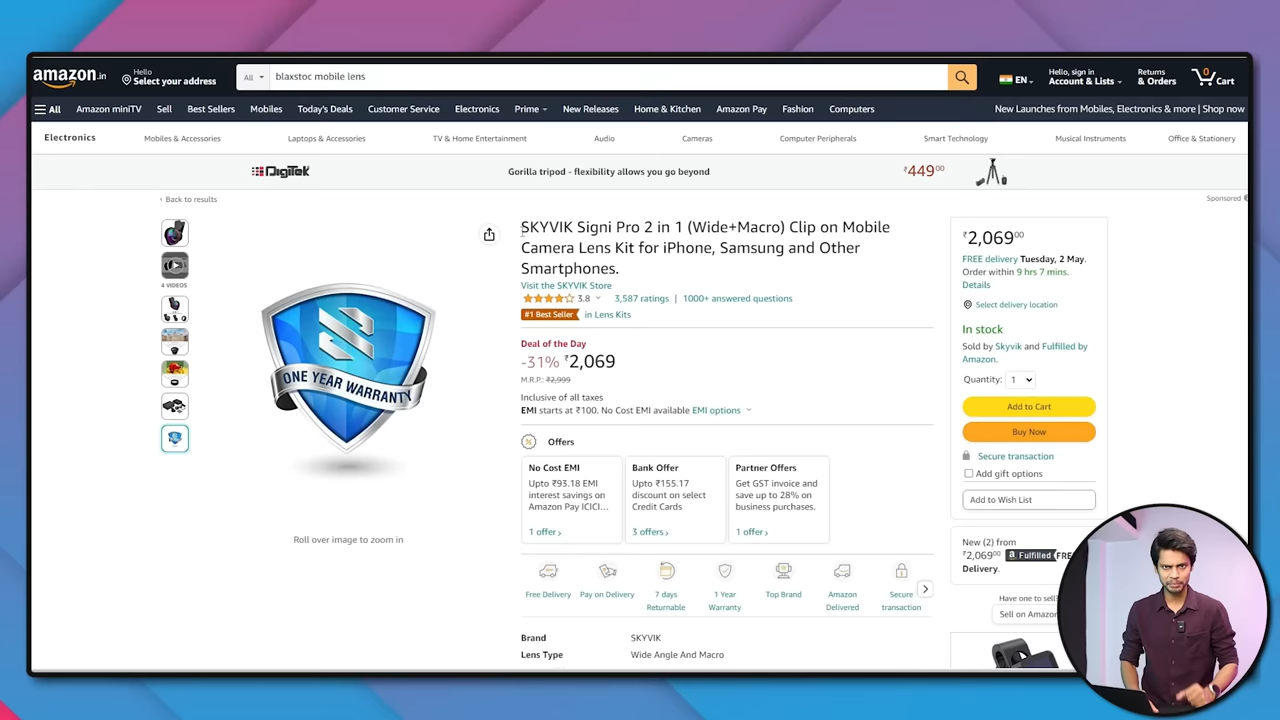 amazon.in
Hello
Select your address
All
blaxstoc mobile lens
EN
Hello, sign in
Account & Lists
Returns
& Orders
0
Cart
All
Amazon miniTV
Sell
Best Sellers
Mobiles
Today's Deals
Customer Service
Electronics
Prime
New Releases
Home & Kitchen
Amazon Pay
Fashion
Computers
New Launches from Mobiles, Electronics & more | Shop now
Electronics
Mobiles & Accessories
Laptops & Accessories
TV & Home Entertainment
Audio
Cameras
Computer Peripherals
Smart Technology
Musical Instruments
Office & Stationery
DIGITEK
Gorilla tripod - flexibility allows you go beyond
₹44900
Sponsored
‹ Back to results
4 VIDEOS
ONE YEAR WARRANTY
Roll over image to zoom in
SKYVIK Signi Pro 2 in 1 (Wide+Macro) Clip on Mobile
Camera Lens Kit for iPhone, Samsung and Other
Smartphones.
Visit the SKYVIK Store
3.8
3,587 ratings | 1000+ answered questions
#1 Best Seller in Lens Kits
Deal of the Day
-31% ₹2,069
M.R.P.: ₹2,999
Inclusive of all taxes
EMI starts at ₹100. No Cost EMI available EMI options
Offers
No Cost EMI
Upto ₹93.18 EMI
interest savings on
Amazon Pay ICICI...
1 offer ›
Bank Offer
Upto ₹155.17
discount on select
Credit Cards
3 offers ›
Partner Offers
Get GST invoice and
save up to 28% on
business purchases.
1 offer ›
Free Delivery
Pay on Delivery
7 days
Returnable
1 Year
Warranty
Top Brand
Amazon
Delivered
Secure
transaction
Brand SKYVIK
Lens Type Wide Angle And Macro
₹2,06900
FREE delivery Tuesday, 2 May.
Order within 9 hrs 7 mins.
Details
Select delivery location
In stock
Sold by Skyvik and Fulfilled by
Amazon.
Quantity: 1
Add to Cart
Buy Now
Secure transaction
Add gift options
Add to Wish List
New (2) from
₹2,069.00 Fulfilled FRE
Delivery.
Have one to sell?
Sell on Amazon